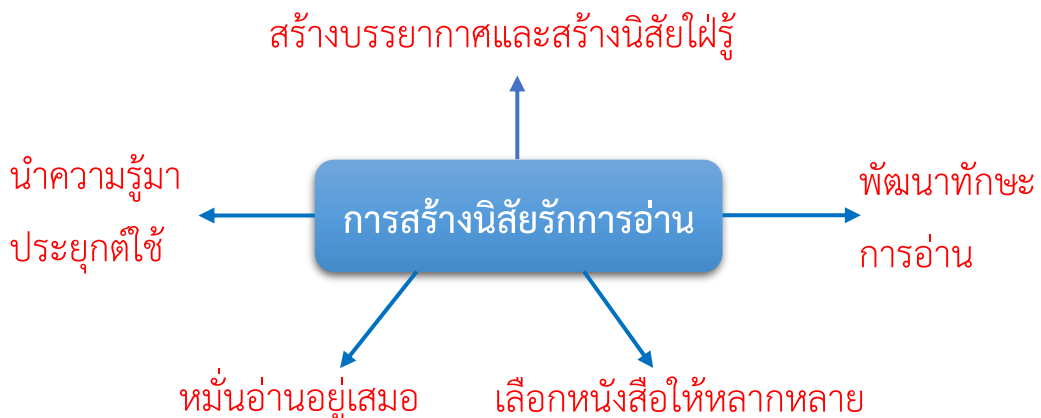 สร้างบรรยากาศและสร้างนิสัยใฝ่รู้
นำความรู้มา
ประยุกต์ใช้
การสร้างนิสัยรักการอ่าน
พัฒนาทักษะ
การอ่าน
หมั่นอ่านอยู่เสมอ
เลือกหนังสือให้หลากหลาย